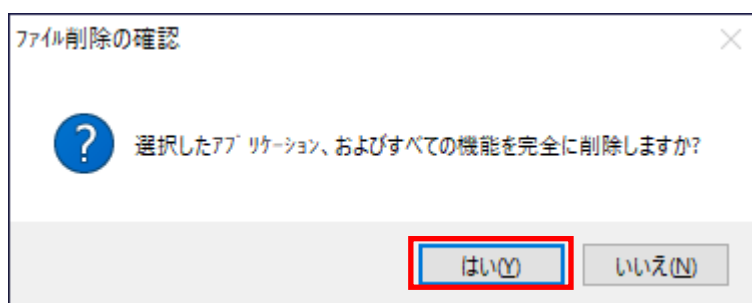 ﾌｧｲﾙ削除の確認
?
選択したｱﾌﾟﾘｹｰｼｮﾝ、およびすべての機能を完全に削除しますか?
はい(Y)
いいえ(N)